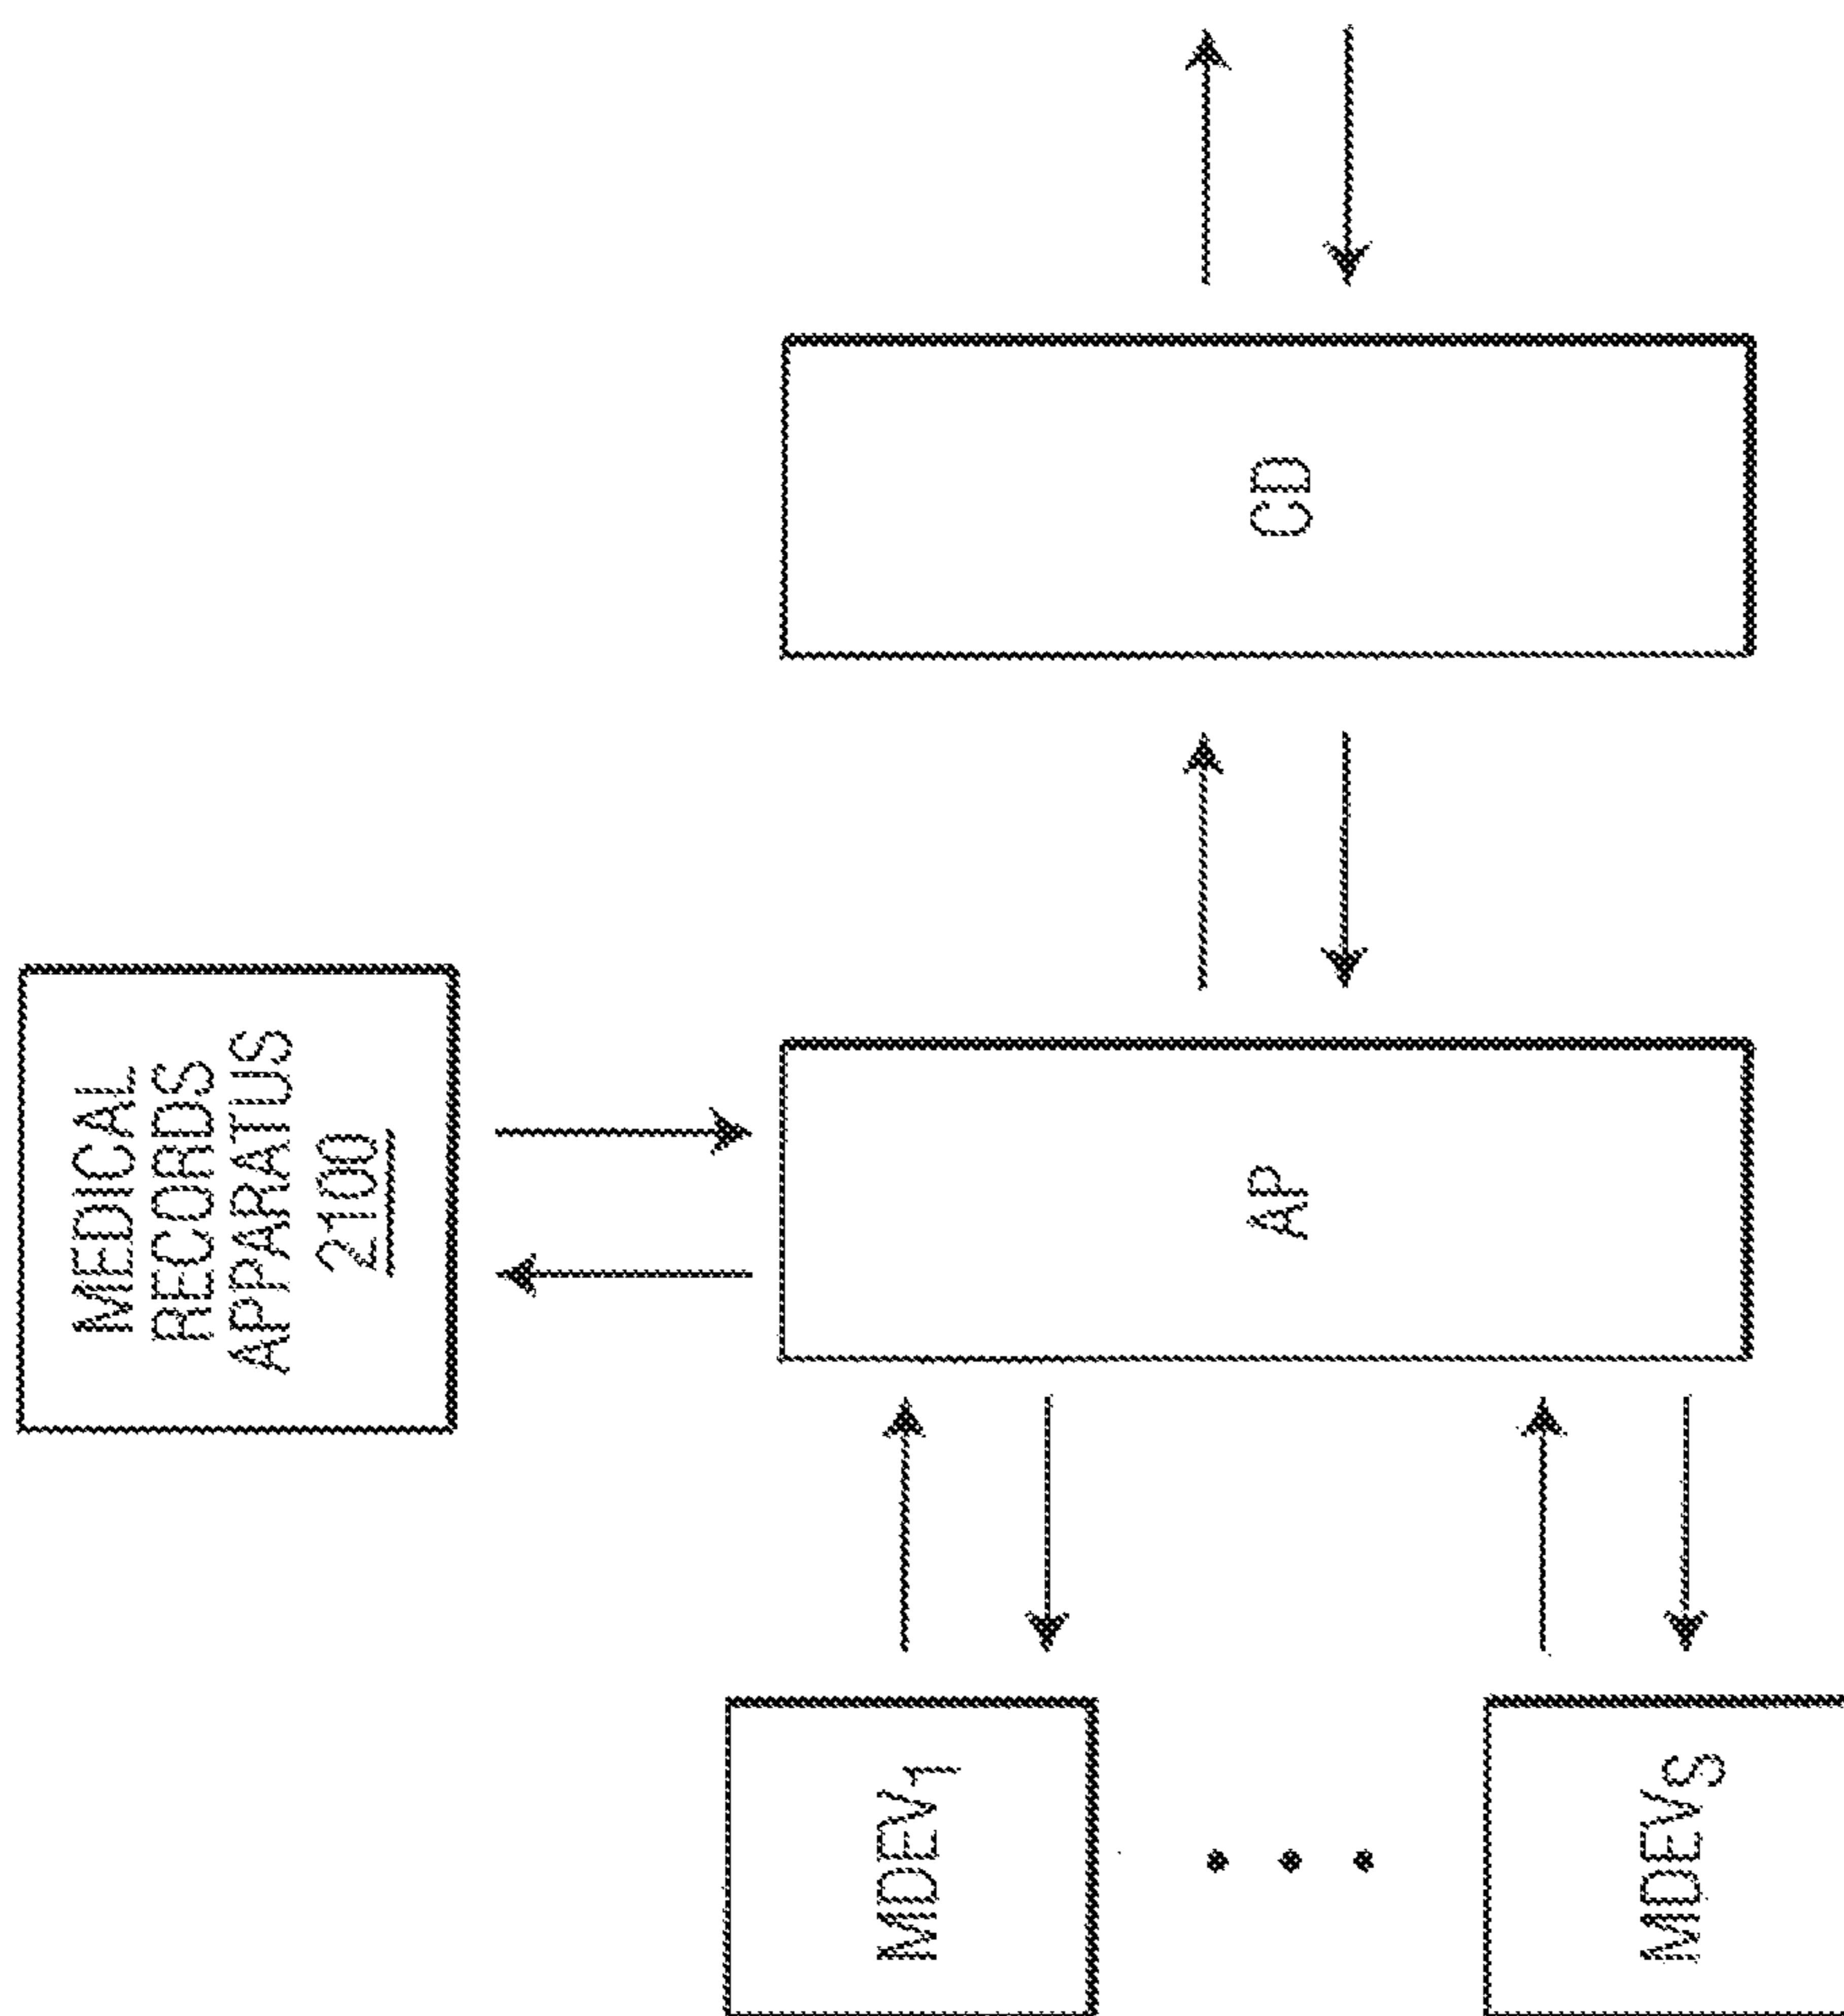 MEDICAL
RECORDS
APPARATUS
2100
MDEV1
AP
CD
MDEVS